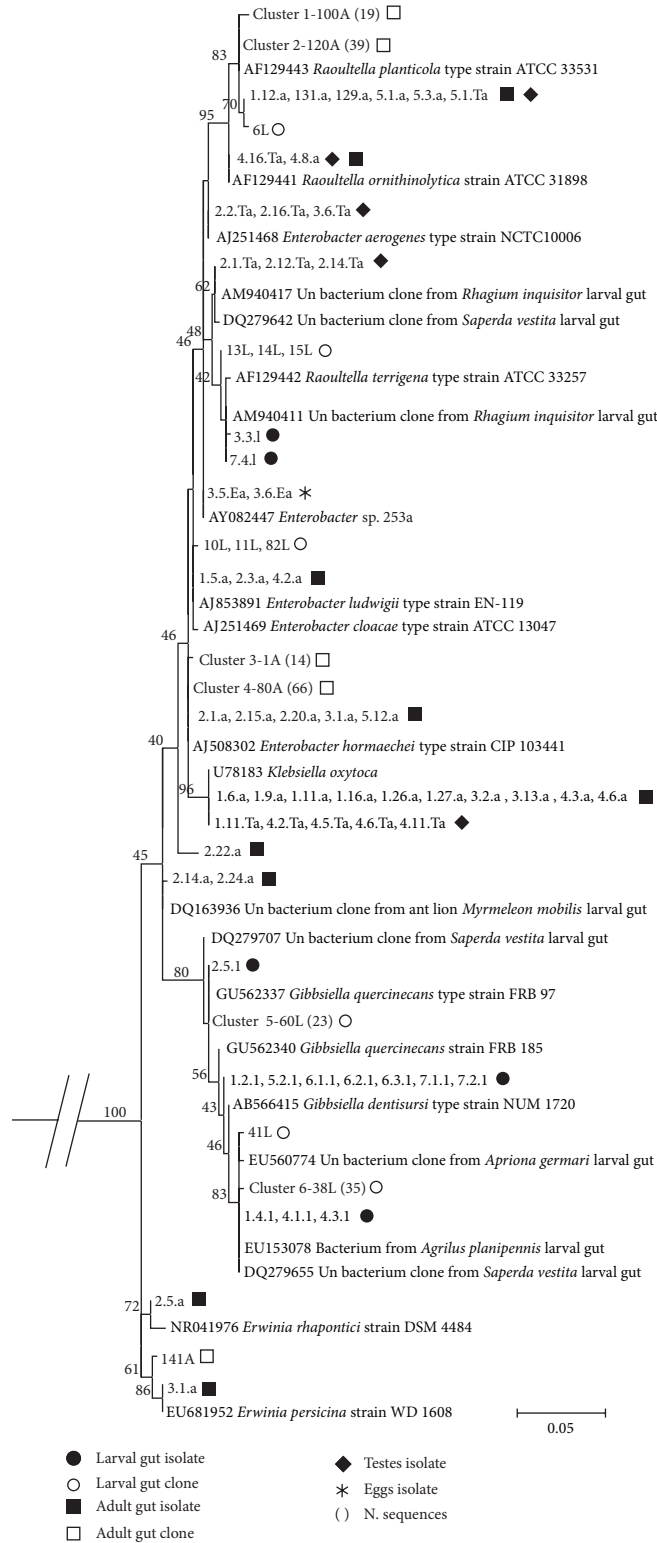 Cluster 1-100A (19)
Cluster 2-120A (39)
83
AF129443 Raoultella planticola type strain ATCC 33531
1.12.a, 131.a, 129.a, 5.1.a, 5.3.a, 5.1.Ta
70
95
6L
4.16.Ta, 4.8.a
AF129441 Raoultella ornithinolytica strain ATCC 31898
2.2.Ta, 2.16.Ta, 3.6.Ta
AJ251468 Enterobacter aerogenes type strain NCTC10006
2.1.Ta, 2.12.Ta, 2.14.Ta
62
AM940417 Un bacterium clone from Rhagium inquisitor larval gut
DQ279642 Un bacterium clone from Saperda vestita larval gut
48
46
13L, 14L, 15L
42
AF129442 Raoultella terrigena type strain ATCC 33257
AM940411 Un bacterium clone from Rhagium inquisitor larval gut
3.3.l
7.4.l
3.5.Ea, 3.6.Ea
AY082447 Enterobacter sp. 253a
10L, 11L, 82L
1.5.a, 2.3.a, 4.2.a
AJ853891 Enterobacter ludwigii type strain EN-119
AJ251469 Enterobacter cloacae type strain ATCC 13047
46
Cluster 3-1A (14)
Cluster 4-80A (66)
2.1.a, 2.15.a, 2.20.a, 3.1.a, 5.12.a
40
AJ508302 Enterobacter hormaechei type strain CIP 103441
U78183 Klebsiella oxytoca
96
1.6.a, 1.9.a, 1.11.a, 1.16.a, 1.26.a, 1.27.a, 3.2.a , 3.13.a , 4.3.a, 4.6.a
1.11.Ta, 4.2.Ta, 4.5.Ta, 4.6.Ta, 4.11.Ta
2.22.a
45
2.14.a, 2.24.a
DQ163936 Un bacterium clone from ant lion Myrmeleon mobilis larval gut
DQ279707 Un bacterium clone from Saperda vestita larval gut
2.5.1
80
GU562337 Gibbsiella quercinecans type strain FRB 97
Cluster 5-60L (23)
GU562340 Gibbsiella quercinecans strain FRB 185
56
1.2.1, 5.2.1, 6.1.1, 6.2.1, 6.3.1, 7.1.1, 7.2.1
43
AB566415 Gibbsiella dentisursi type strain NUM 1720
100
41L
46
EU560774 Un bacterium clone from Apriona germari larval gut
Cluster 6-38L (35)
83
1.4.1, 4.1.1, 4.3.1
EU153078 Bacterium from Agrilus planipennis larval gut
DQ279655 Un bacterium clone from Saperda vestita larval gut
2.5.a
72
NR041976 Erwinia rhapontici strain DSM 4484
141A
61
3.1.a
86
EU681952 Erwinia persicina strain WD 1608
0.05
Larval gut isolate
Larval gut clone
Adult gut isolate
Adult gut clone
Testes isolate
Eggs isolate
( ) N. sequences